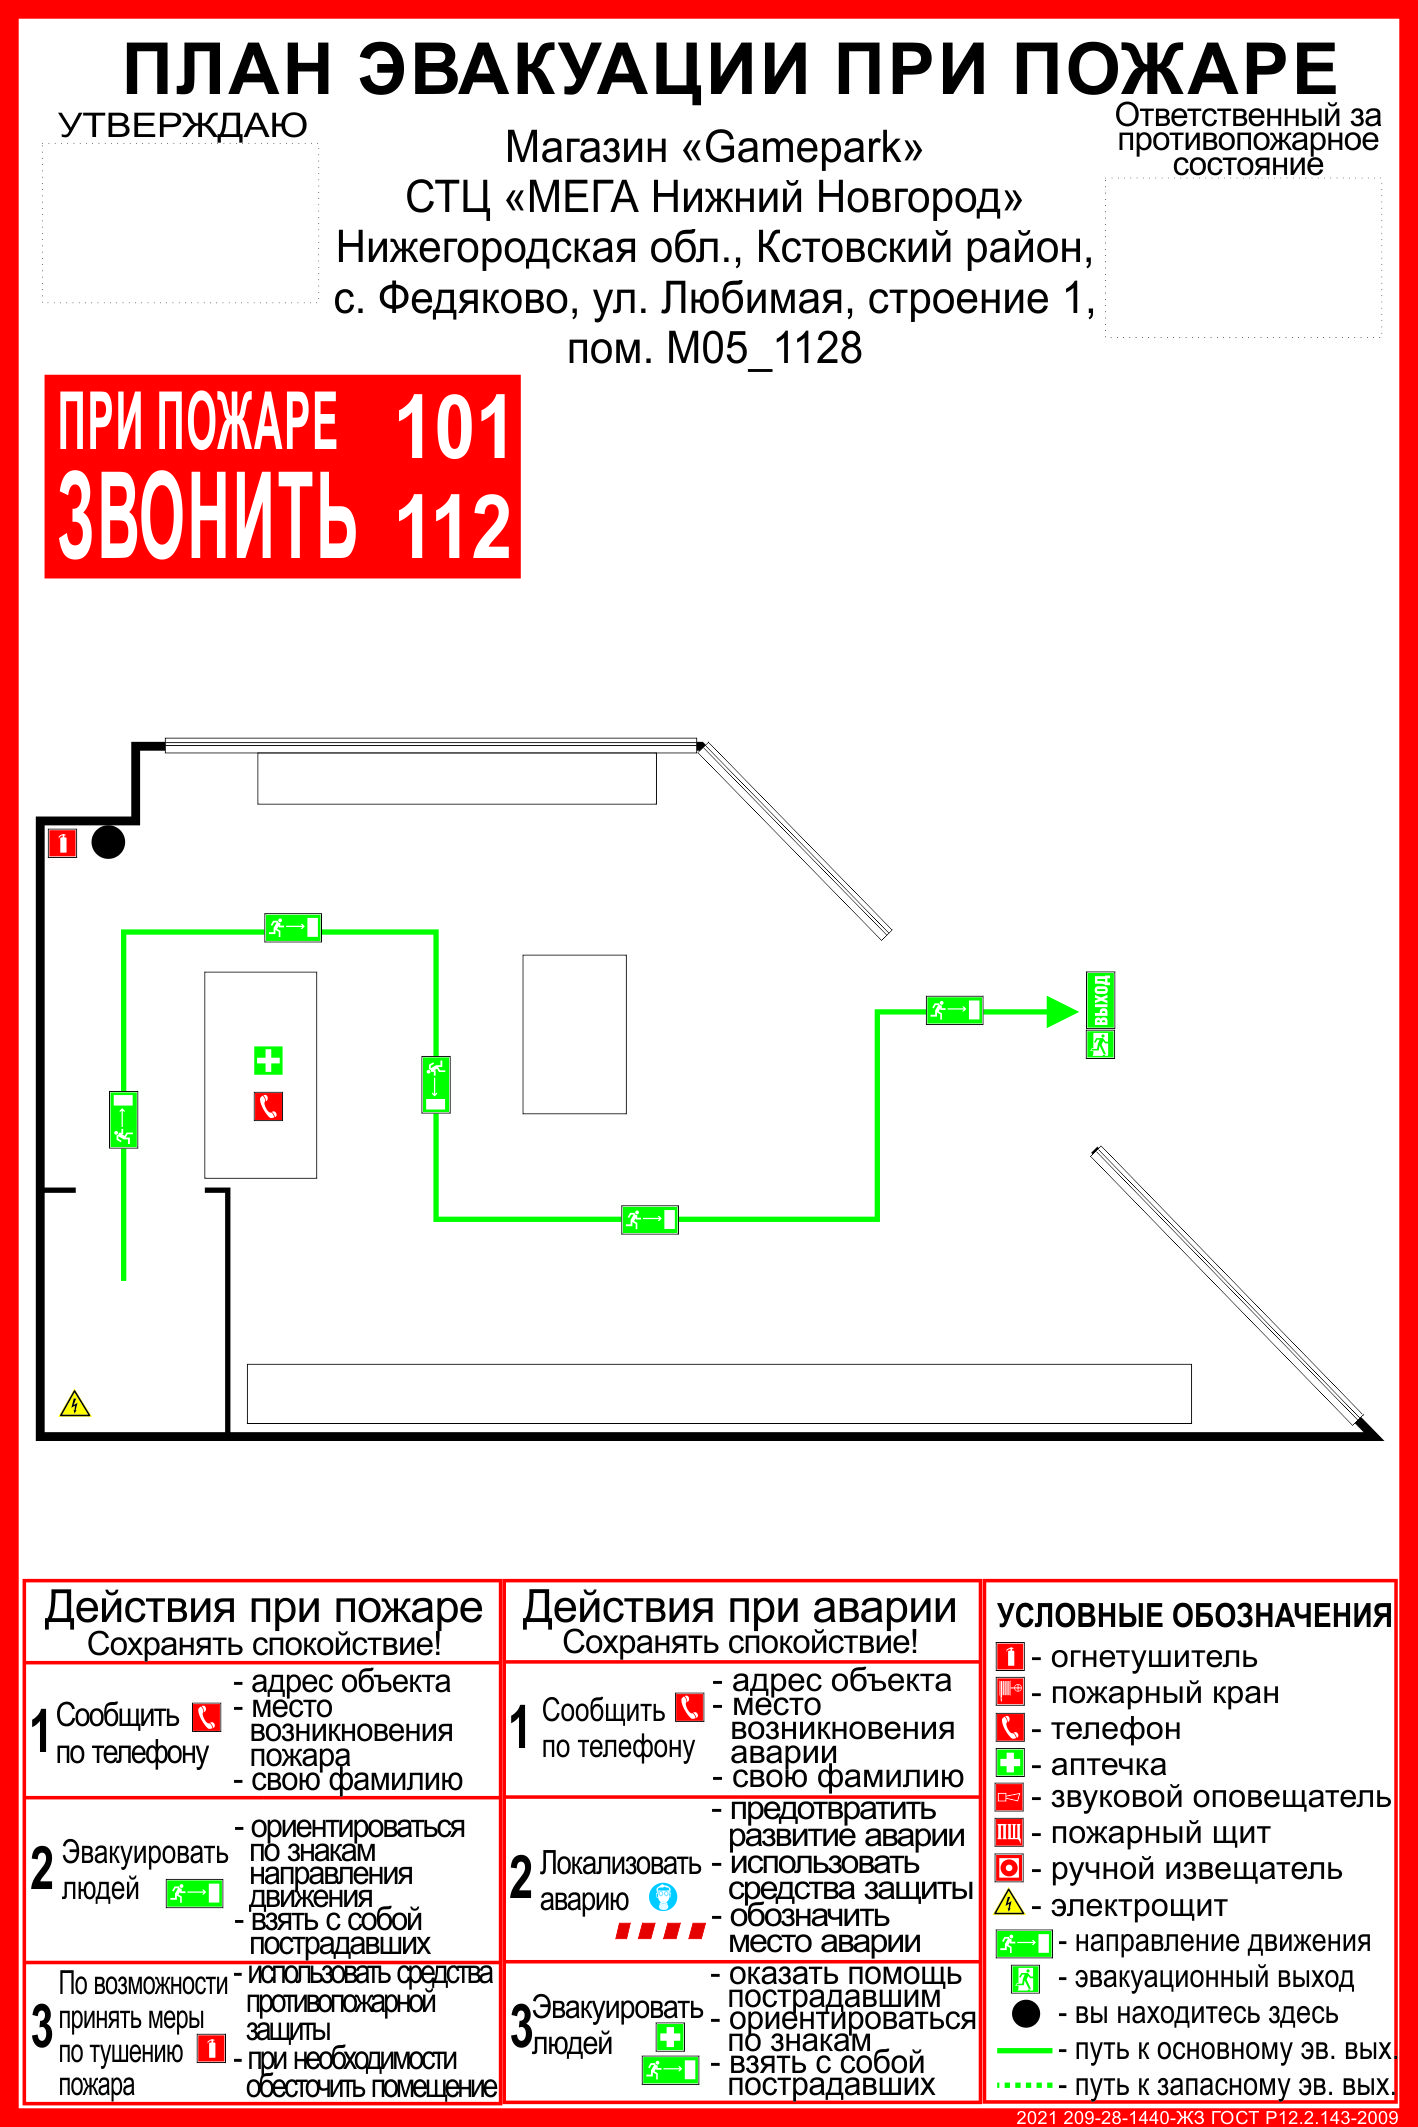 ПЛАН ЭВАКУАЦИИ ПРИ ПОЖАРЕ
УТВЕРЖДАЮ
Ответственный за
противопожарное
состояние
Магазин «Gamepark»
СТЦ «МЕГА Нижний Новгород»
Нижегородская обл., Кстовский район,
с. Федяково, ул. Любимая, строение 1,
пом. М05_1128
ПРИ ПОЖАРЕ 101
ЗВОНИТЬ 112
ВЫХОД
Действия при пожаре
Сохранять спокойствие!
1 Сообщить
по телефону
- адрес объекта
- место
возникновения
пожара
- свою фамилию
2 Эвакуировать
людей
- ориентироваться
по знакам
направления
движения
- взять с собой
пострадавших
3 По возможности
принять меры
по тушению
пожара
- использовать средства
противопожарной
защиты
- при необходимости
обесточить помещение
Действия при аварии
Сохранять спокойствие!
1 Сообщить
по телефону
- адрес объекта
- место
возникновения
аварии
- свою фамилию
2 Локализовать
аварию
- предотвратить
развитие аварии
- использовать
средства защиты
- обозначить
место аварии
3 Эвакуировать
людей
- оказать помощь
пострадавшим
- ориентироваться
по знакам
- взять с собой
пострадавших
УСЛОВНЫЕ ОБОЗНАЧЕНИЯ
- огнетушитель
- пожарный кран
- телефон
- аптечка
- звуковой оповещатель
- пожарный щит
- ручной извещатель
- электрощит
- направление движения
- эвакуационный выход
- вы находитесь здесь
- путь к основному эв. вых.
- путь к запасному эв. вых.
2021 209-28-1440-ЖЗ ГОСТ Р12.2.143-2009